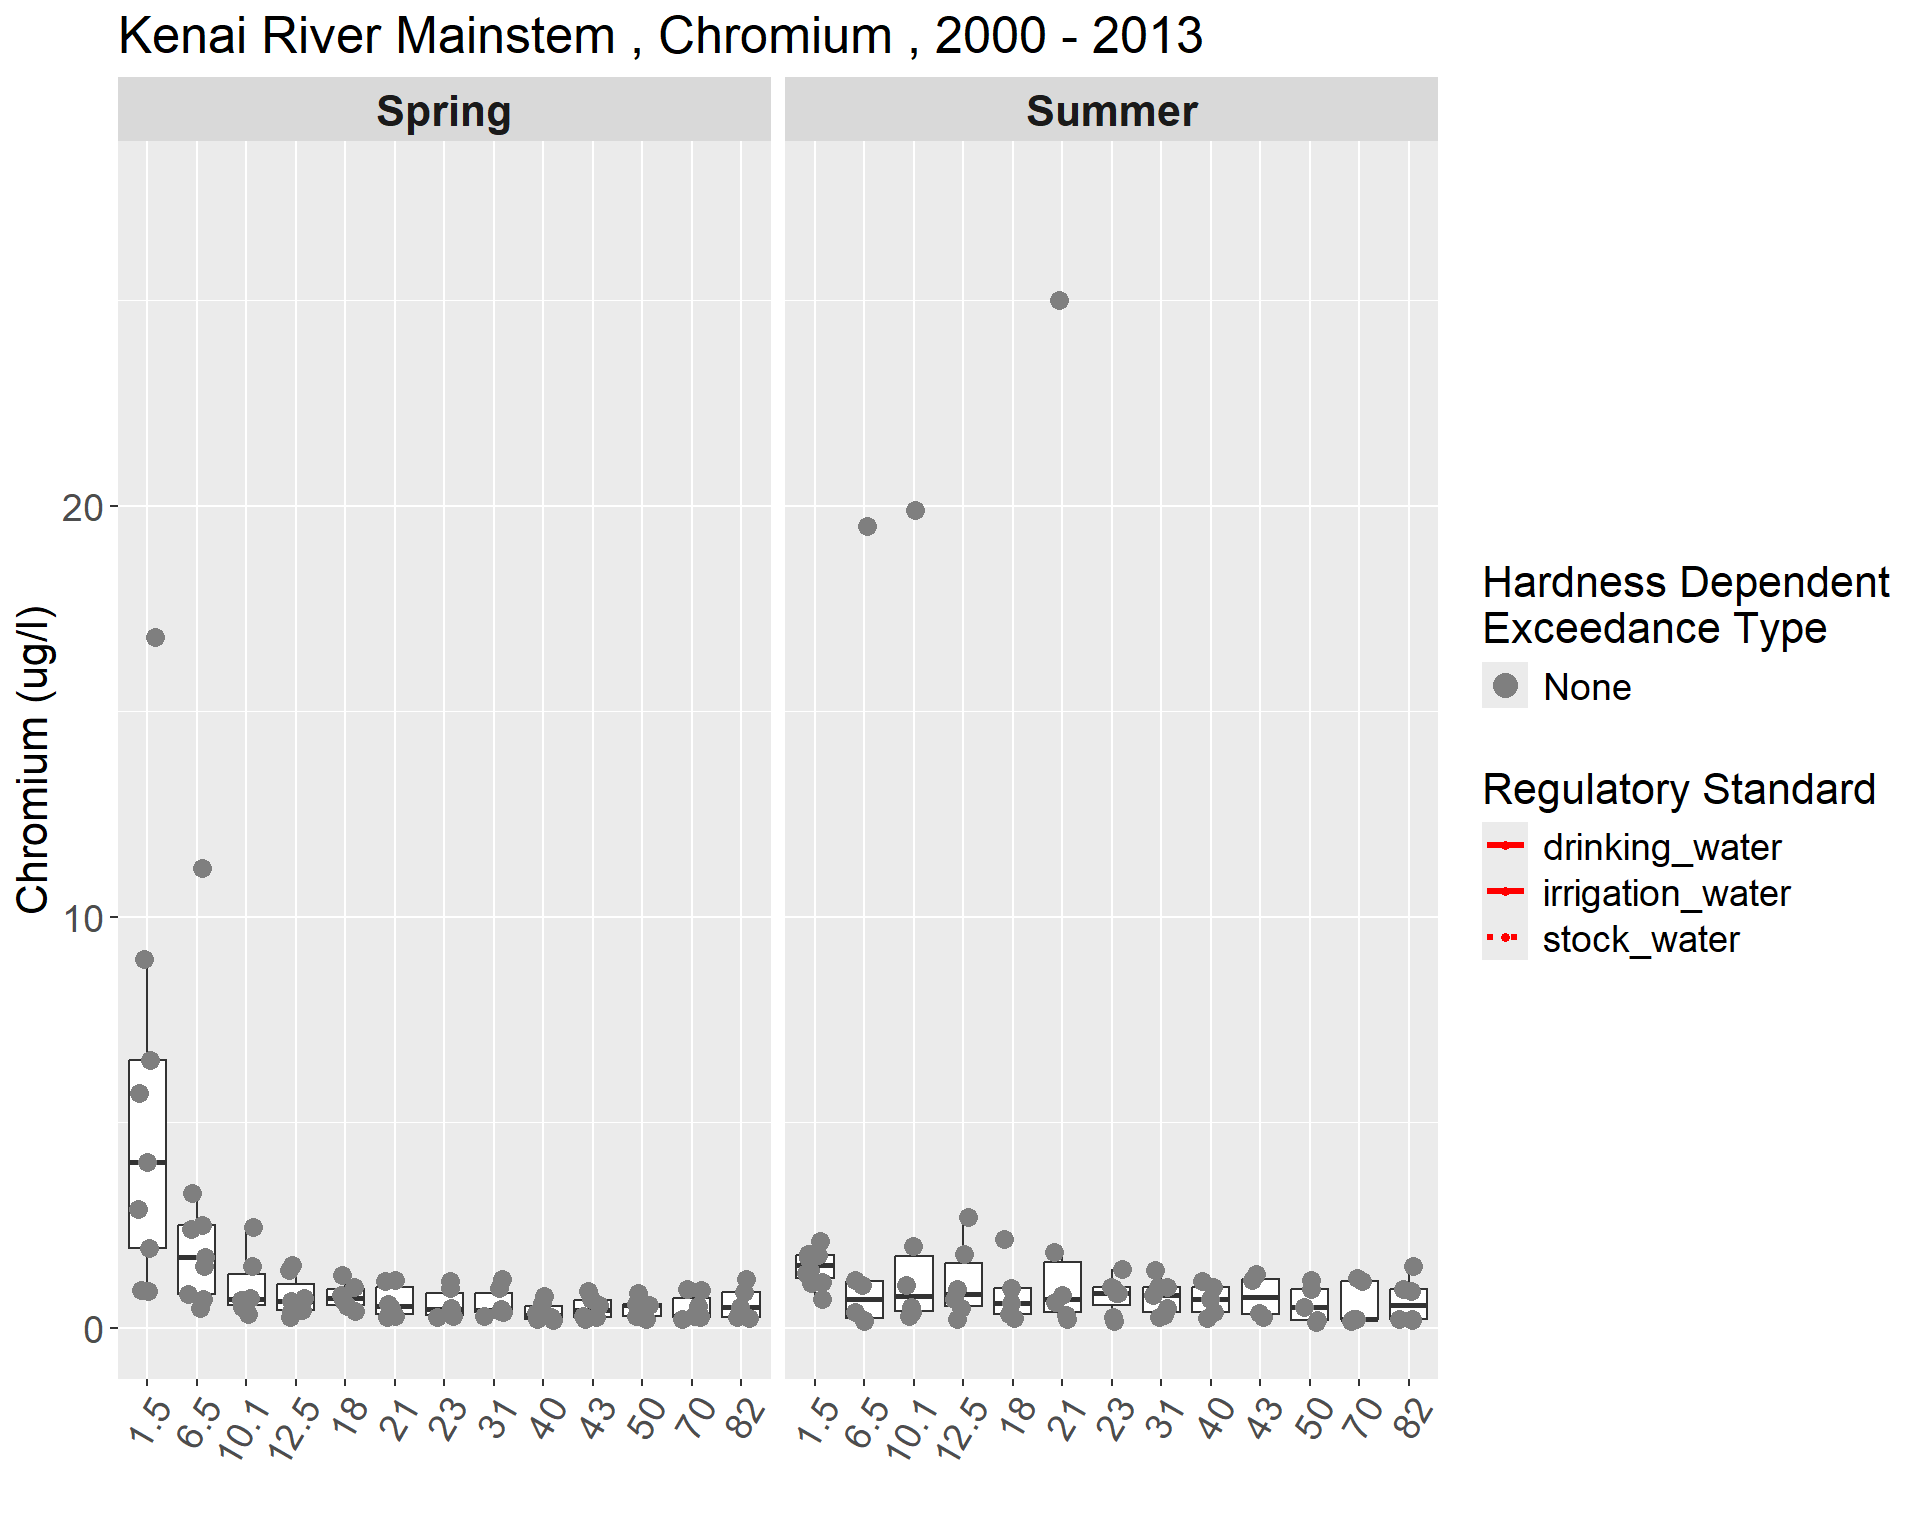 Kenai River Mainstem , Chromium , 2000 - 2013
Spring
Summer
Chromium (ug/l)
20
10
0
1.5 6.5 10.1 12.5 18 21 23 31 40 43 50 70 82
1.5 6.5 10.1 12.5 18 21 23 31 40 43 50 70 82
Hardness Dependent
Exceedance Type
None
Regulatory Standard
drinking_water
irrigation_water
stock_water